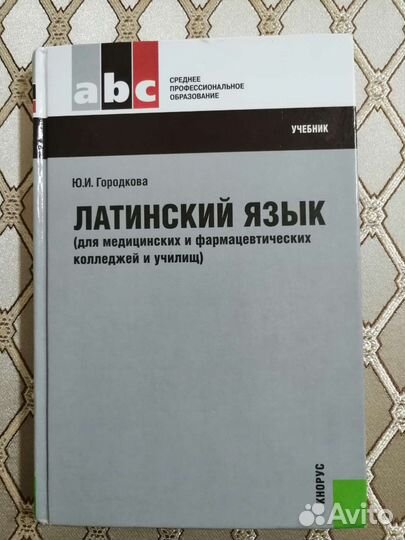 abc
СРЕДНЕЕ
ПРОФЕССИОНАЛЬНОЕ
ОБРАЗОВАНИЕ
УЧЕБНИК
Ю.И. Городкова
ЛАТИНСКИЙ ЯЗЫК
(для медицинских и фармацевтических
колледжей и училищ)
КНОРУС
Avito